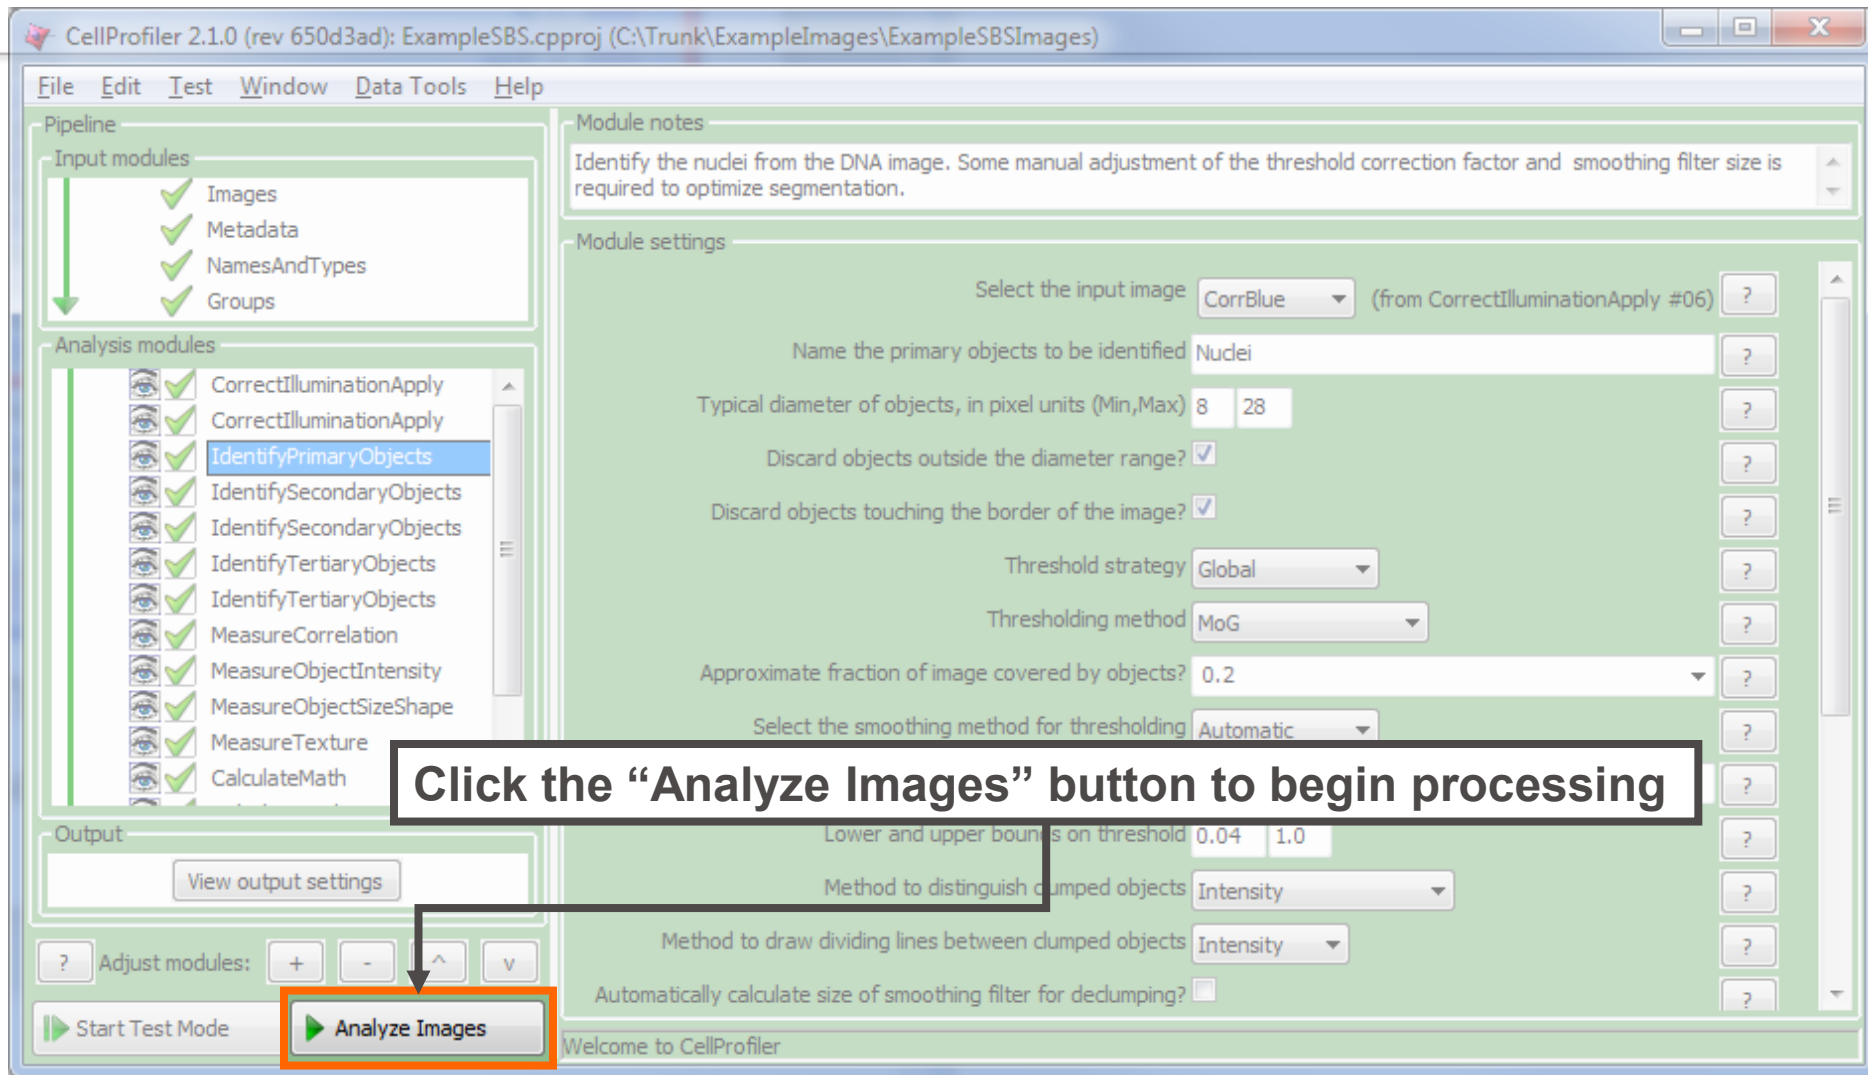 CellProfiler 2.1.0 (rev 650d3ad): ExampleSBS.cpproj (C:\Trunk\ExampleImages\ExampleSBSImages)
File Edit Test Window Data Tools Help
Pipeline
Input modules
Images
Metadata
NamesAndTypes
Groups
Analysis modules
CorrectIlluminationApply
CorrectIlluminationApply
IdentifyPrimaryObjects
IdentifySecondaryObjects
IdentifySecondaryObjects
IdentifyTertiaryObjects
IdentifyTertiaryObjects
MeasureCorrelation
MeasureObjectIntensity
MeasureObjectSizeShape
MeasureTexture
CalculateMath
Output
View output settings
? Adjust modules: + - ^ v
Start Test Mode
Analyze Images
Module notes
Identify the nuclei from the DNA image. Some manual adjustment of the threshold correction factor and smoothing filter size is
required to optimize segmentation.
Module settings
Select the input image CorrBlue (from CorrectIlluminationApply #06) ?
Name the primary objects to be identified Nuclei ?
Typical diameter of objects, in pixel units (Min,Max) 8 28 ?
Discard objects outside the diameter range? ?
Discard objects touching the border of the image? ?
Threshold strategy Global ?
Thresholding method MoG ?
Approximate fraction of image covered by objects? 0.2 ?
Select the smoothing method for thresholding Automatic ?
Click the “Analyze Images” button to begin processing
?
Lower and upper bounds on threshold 0.04 1.0 ?
Method to distinguish clumped objects Intensity ?
Method to draw dividing lines between clumped objects Intensity ?
Automatically calculate size of smoothing filter for declumping? ?
Welcome to CellProfiler